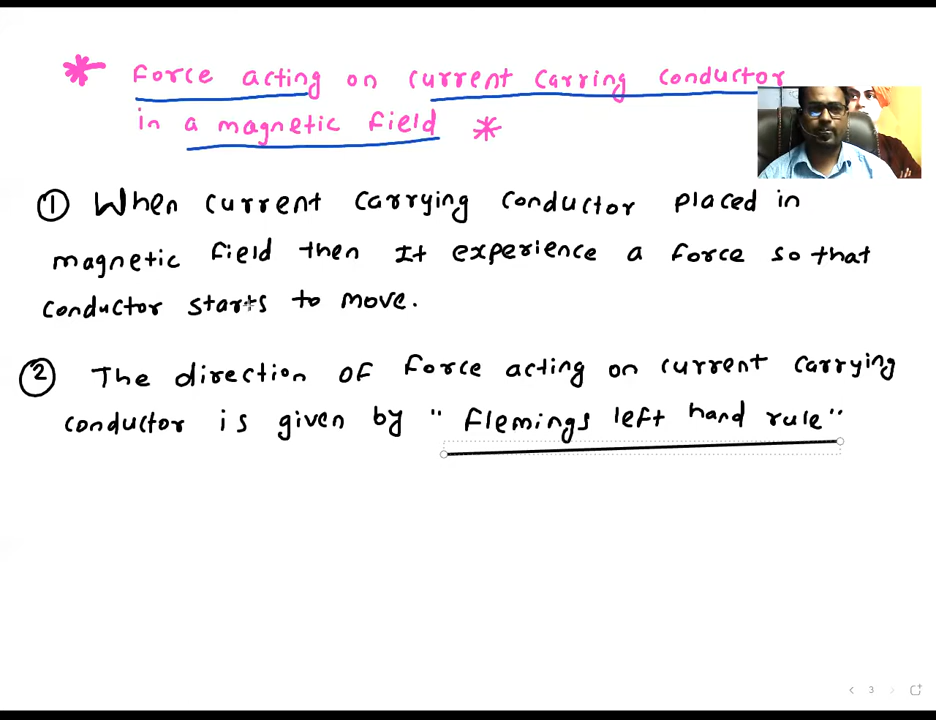 * Force acting on current carring conductor
in a magnetic field *
① When current carrying conductor placed in
magnetic field then It experience a force so that
conductor starts to move.
② The direction of force acting on current carrying
conductor is given by "Flemings left hand rule"
3